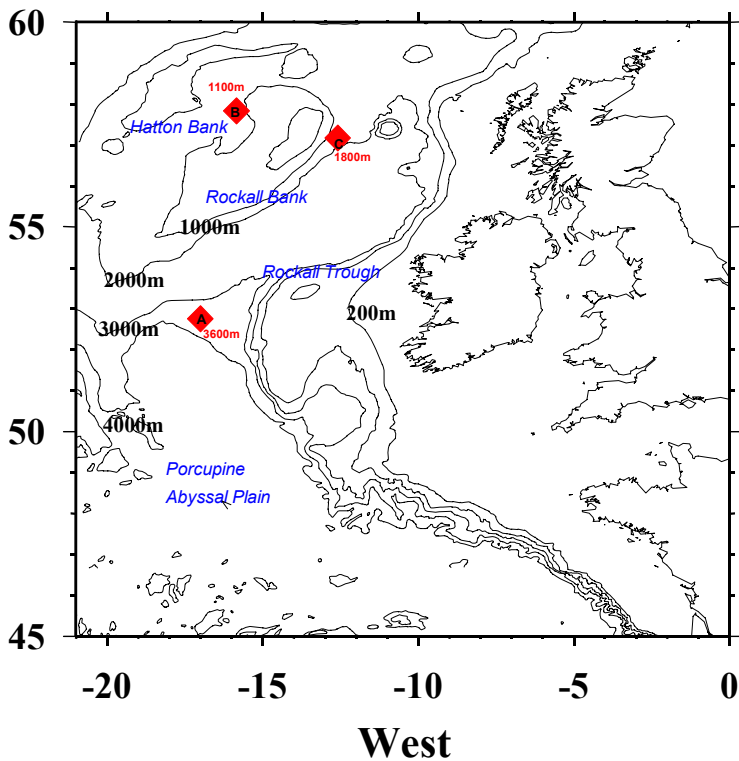 60
1100m
B
Hatton Bank
C
1800m
55
Rockall Bank
1000m
Rockall Trough
2000m
200m
3000m
A
3600m
4000m
50
Porcupine
Abyssal Plain
45
-20
-15
-10
-5
0
West